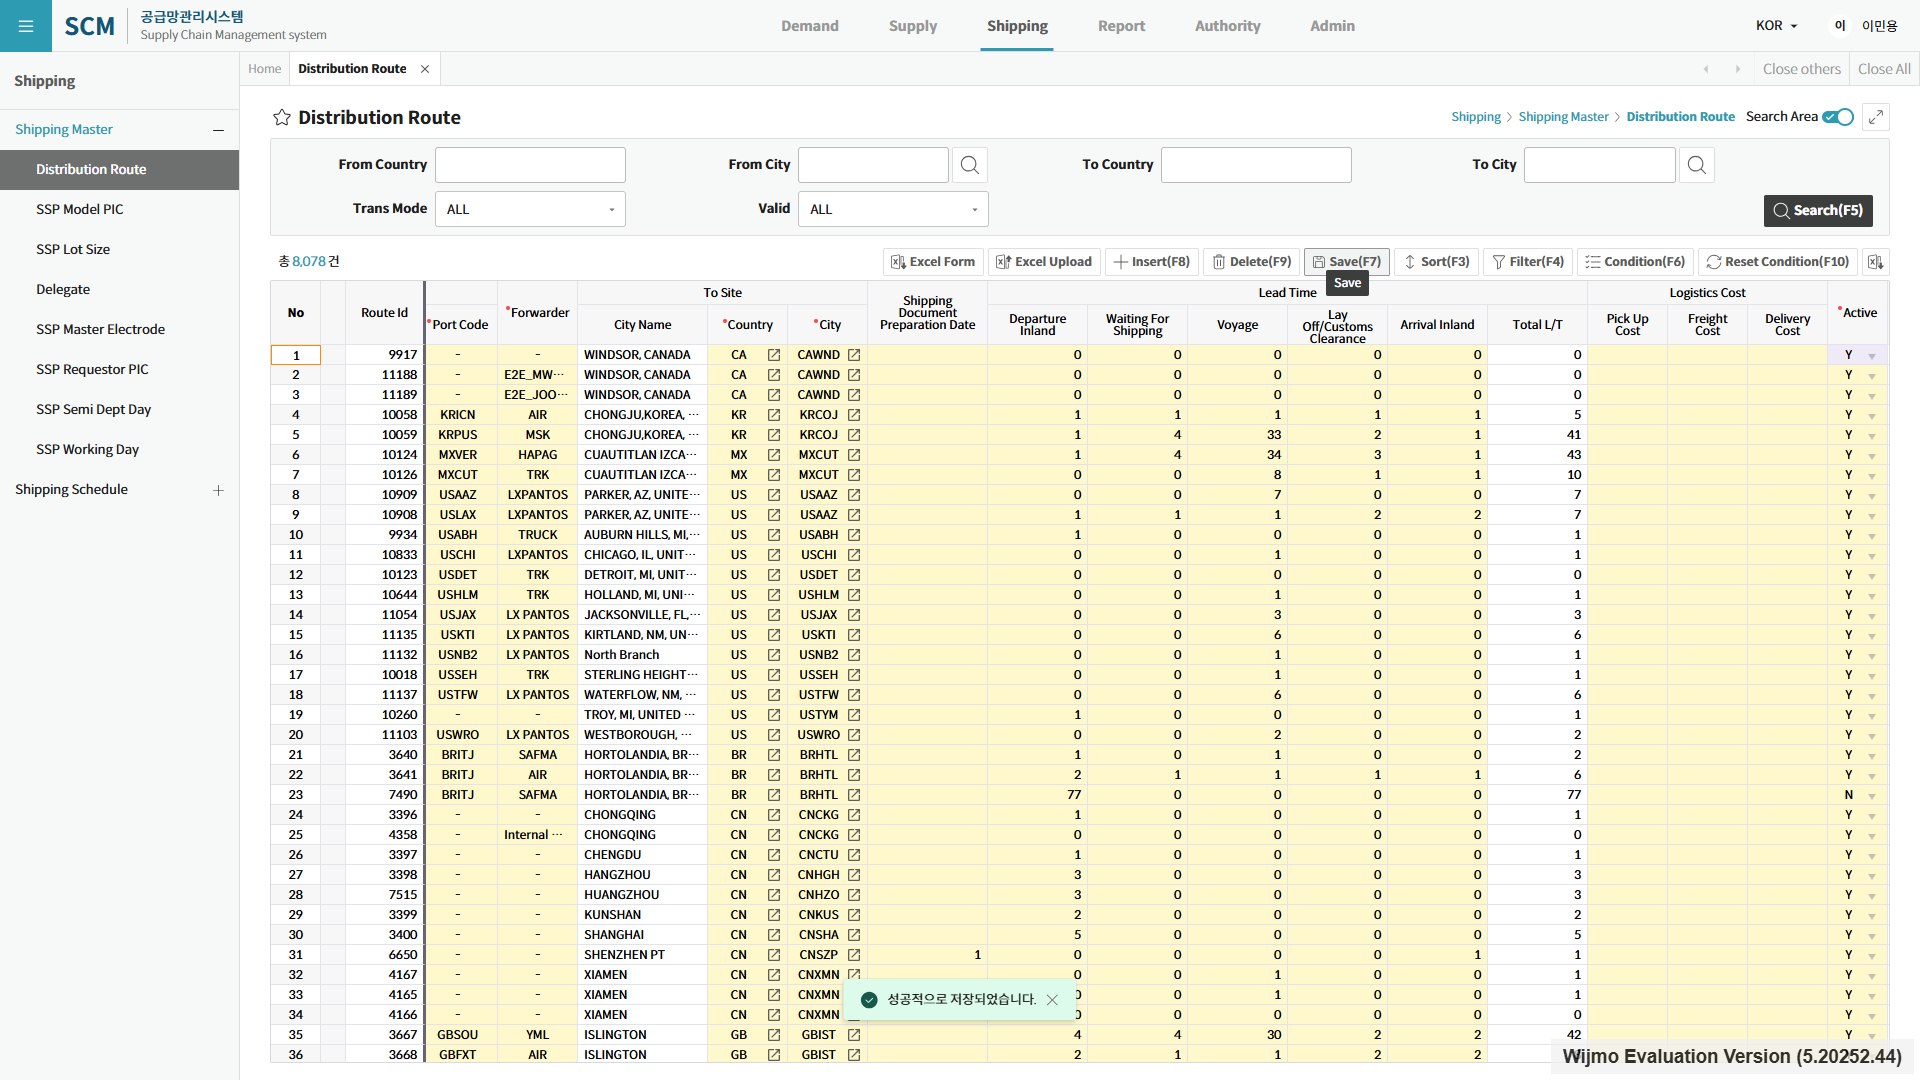 SCM 공급망관리시스템
Supply Chain Management system
Demand Supply Shipping Report Authority Admin
KOR 이 이민용
Shipping
Home Distribution Route Close others Close All
Shipping Master
Distribution Route
SSP Model PIC
SSP Lot Size
Delegate
SSP Master Electrode
SSP Requestor PIC
SSP Semi Dept Day
SSP Working Day
Shipping Schedule
Distribution Route
Shipping > Shipping Master > Distribution Route Search Area
From Country From City To Country To City
Trans Mode ALL Valid ALL Search(F5)
총 8,078 건
Excel Form Excel Upload Insert(F8) Delete(F9) Save(F7) Sort(F3) Filter(F4) Condition(F6) Reset Condition(F10)
Save
No Route Id *Port Code *Forwarder To Site City Name *Country *City Shipping Document Preparation Date Lead Time Departure Inland Waiting For Shipping Voyage Lay Off/Customs Clearance Arrival Inland Total L/T Logistics Cost Pick Up Cost Freight Cost Delivery Cost *Active
1 9917 - - WINDSOR, CANADA CA CAWND 0 0 0 0 0 0 Y
2 11188 - E2E_MW··· WINDSOR, CANADA CA CAWND 0 0 0 0 0 0 Y
3 11189 - E2E_JOO··· WINDSOR, CANADA CA CAWND 0 0 0 0 0 0 Y
4 10058 KRICN AIR CHONGJU,KOREA, ··· KR KRCOJ 1 1 1 1 1 5 Y
5 10059 KRPUS MSK CHONGJU,KOREA, ··· KR KRCOJ 1 4 33 2 1 41 Y
6 10124 MXVER HAPAG CUAUTITLAN IZCA··· MX MXCUT 1 4 34 3 1 43 Y
7 10126 MXCUT TRK CUAUTITLAN IZCA··· MX MXCUT 0 0 8 1 1 10 Y
8 10909 USAAZ LXPANTOS PARKER, AZ, UNITE··· US USAAZ 0 0 7 0 0 7 Y
9 10908 USLAX LXPANTOS PARKER, AZ, UNITE··· US USAAZ 1 1 1 2 2 7 Y
10 9934 USABH TRUCK AUBURN HILLS, MI,··· US USABH 1 0 0 0 0 1 Y
11 10833 USCHI LXPANTOS CHICAGO, IL, UNIT··· US USCHI 0 0 1 0 0 1 Y
12 10123 USDET TRK DETROIT, MI, UNIT··· US USDET 0 0 0 0 0 0 Y
13 10644 USHLM TRK HOLLAND, MI, UNI··· US USHLM 0 0 1 0 0 1 Y
14 11054 USJAX LX PANTOS JACKSONVILLE, FL,··· US USJAX 0 0 3 0 0 3 Y
15 11135 USKTI LX PANTOS KIRTLAND, NM, UN··· US USKTI 0 0 6 0 0 6 Y
16 11132 USNB2 LX PANTOS North Branch US USNB2 0 0 1 0 0 1 Y
17 10018 USSEH TRK STERLING HEIGHT··· US USSEH 0 0 1 0 0 1 Y
18 11137 USTFW LX PANTOS WATERFLOW, NM, ··· US USTFW 0 0 6 0 0 6 Y
19 10260 - - TROY, MI, UNITED ··· US USTYM 1 0 0 0 0 1 Y
20 11103 USWRO LX PANTOS WESTBOROUGH, ··· US USWRO 0 0 2 0 0 2 Y
21 3640 BRITJ SAFMA HORTOLANDIA, BR··· BR BRHTL 1 0 1 0 0 2 Y
22 3641 BRITJ AIR HORTOLANDIA, BR··· BR BRHTL 2 1 1 1 1 6 Y
23 7490 BRITJ SAFMA HORTOLANDIA, BR··· BR BRHTL 77 0 0 0 0 77 N
24 3396 - - CHONGQING CN CNCKG 1 0 0 0 0 1 Y
25 4358 - Internal ··· CHONGQING CN CNCKG 0 0 0 0 0 0 Y
26 3397 - - CHENGDU CN CNCTU 1 0 0 0 0 1 Y
27 3398 - - HANGZHOU CN CNHGH 3 0 0 0 0 3 Y
28 7515 - - HUANGZHOU CN CNHZO 3 0 0 0 0 3 Y
29 3399 - - KUNSHAN CN CNKUS 2 0 0 0 0 2 Y
30 3400 - - SHANGHAI CN CNSHA 5 0 0 0 0 5 Y
31 6650 - - SHENZHEN PT CN CNSZP 1 0 0 0 0 1 1 Y
32 4167 - - XIAMEN CN CNXMN 0 0 1 0 0 1 Y
33 4165 - - XIAMEN CN CNXMN 0 0 1 0 0 1 Y
34 4166 - - XIAMEN CN CNXMN 0 0 0 0 0 0 Y
성공적으로 저장되었습니다.
35 3667 GBSOU YML ISLINGTON GB GBIST 4 4 30 2 2 42 Y
36 3668 GBFXT AIR ISLINGTON GB GBIST 2 1 1 2 2
Wijmo Evaluation Version (5.20252.44)